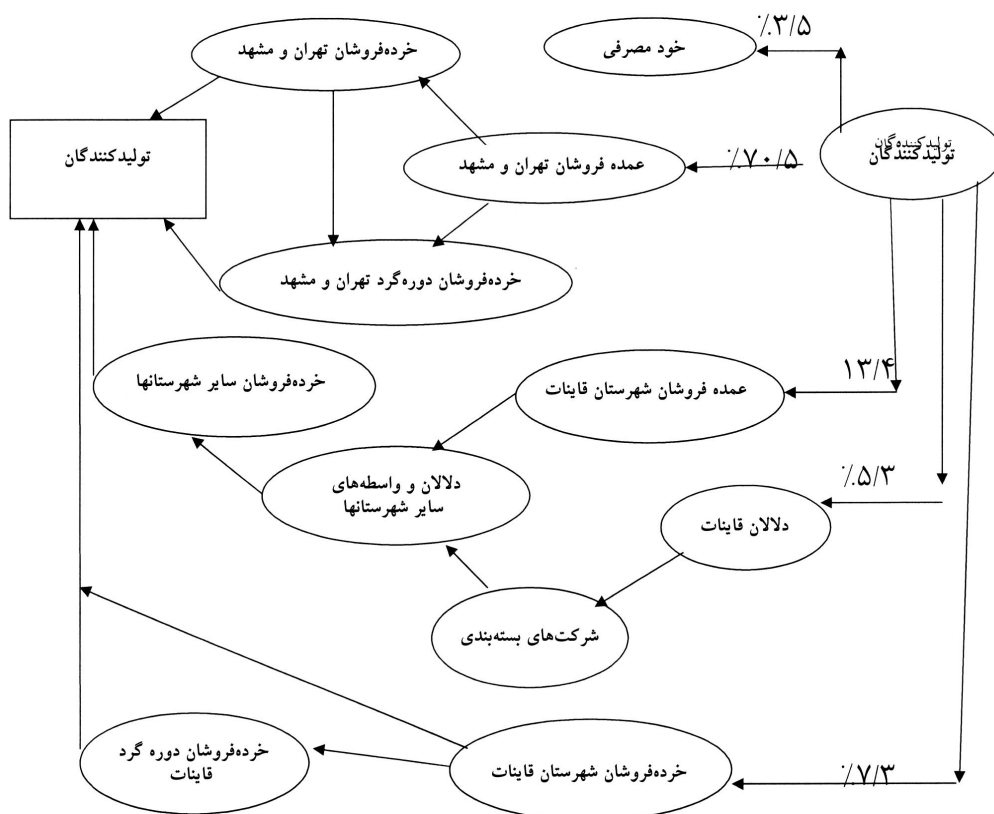 خرده‌فروشان تهران و مشهد
خود مصرفی
٪۳/۵
تولیدکنندگان
تولیدکننده‌گان
تولیدکنندگان
عمده فروشان تهران و مشهد
٪۷۰/۵
خرده‌فروشان دوره‌گرد تهران و مشهد
خرده‌فروشان سایر شهرستانها
عمده فروشان شهرستان قاینات
۱۳/۴
دلالان و واسطه‌های
سایر شهرستانها
دلالان قاینات
٪۵/۳
شرکت‌های بسته‌بندی
خرده‌فروشان دوره گرد
قاینات
خرده‌فروشان شهرستان قاینات
٪۷/۳